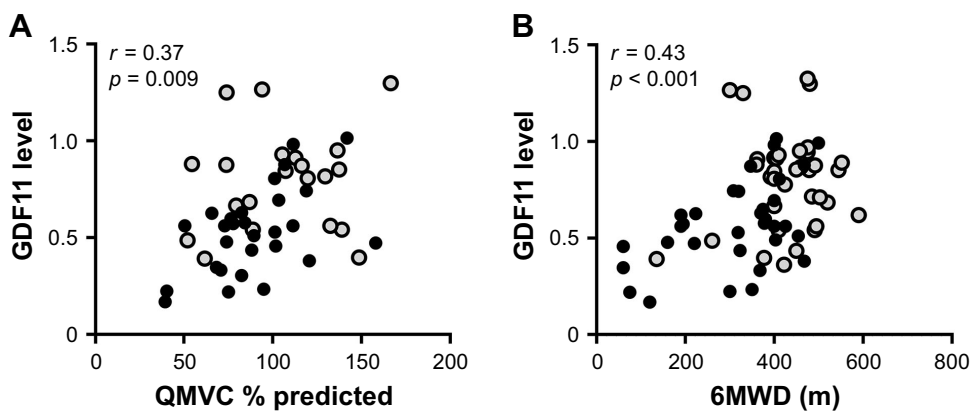 A
r = 0.37
p = 0.009
1.5
1.0
0.5
0
GDF11 level
0 50 100 150 200
QMVC % predicted
B
r = 0.43
p < 0.001
1.5
1.0
0.5
0
GDF11 level
0 200 400 600 800
6MWD (m)